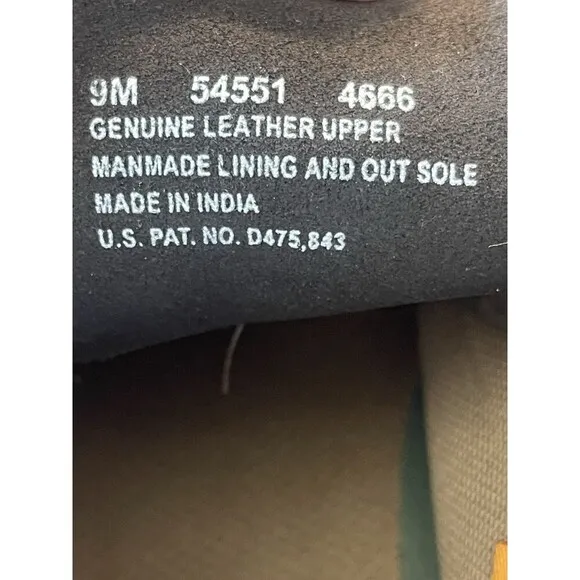 9M 54551 4666
GENUINE LEATHER UPPER
MANMADE LINING AND OUT SOLE
MADE IN INDIA
U.S. PAT. NO. D475,843